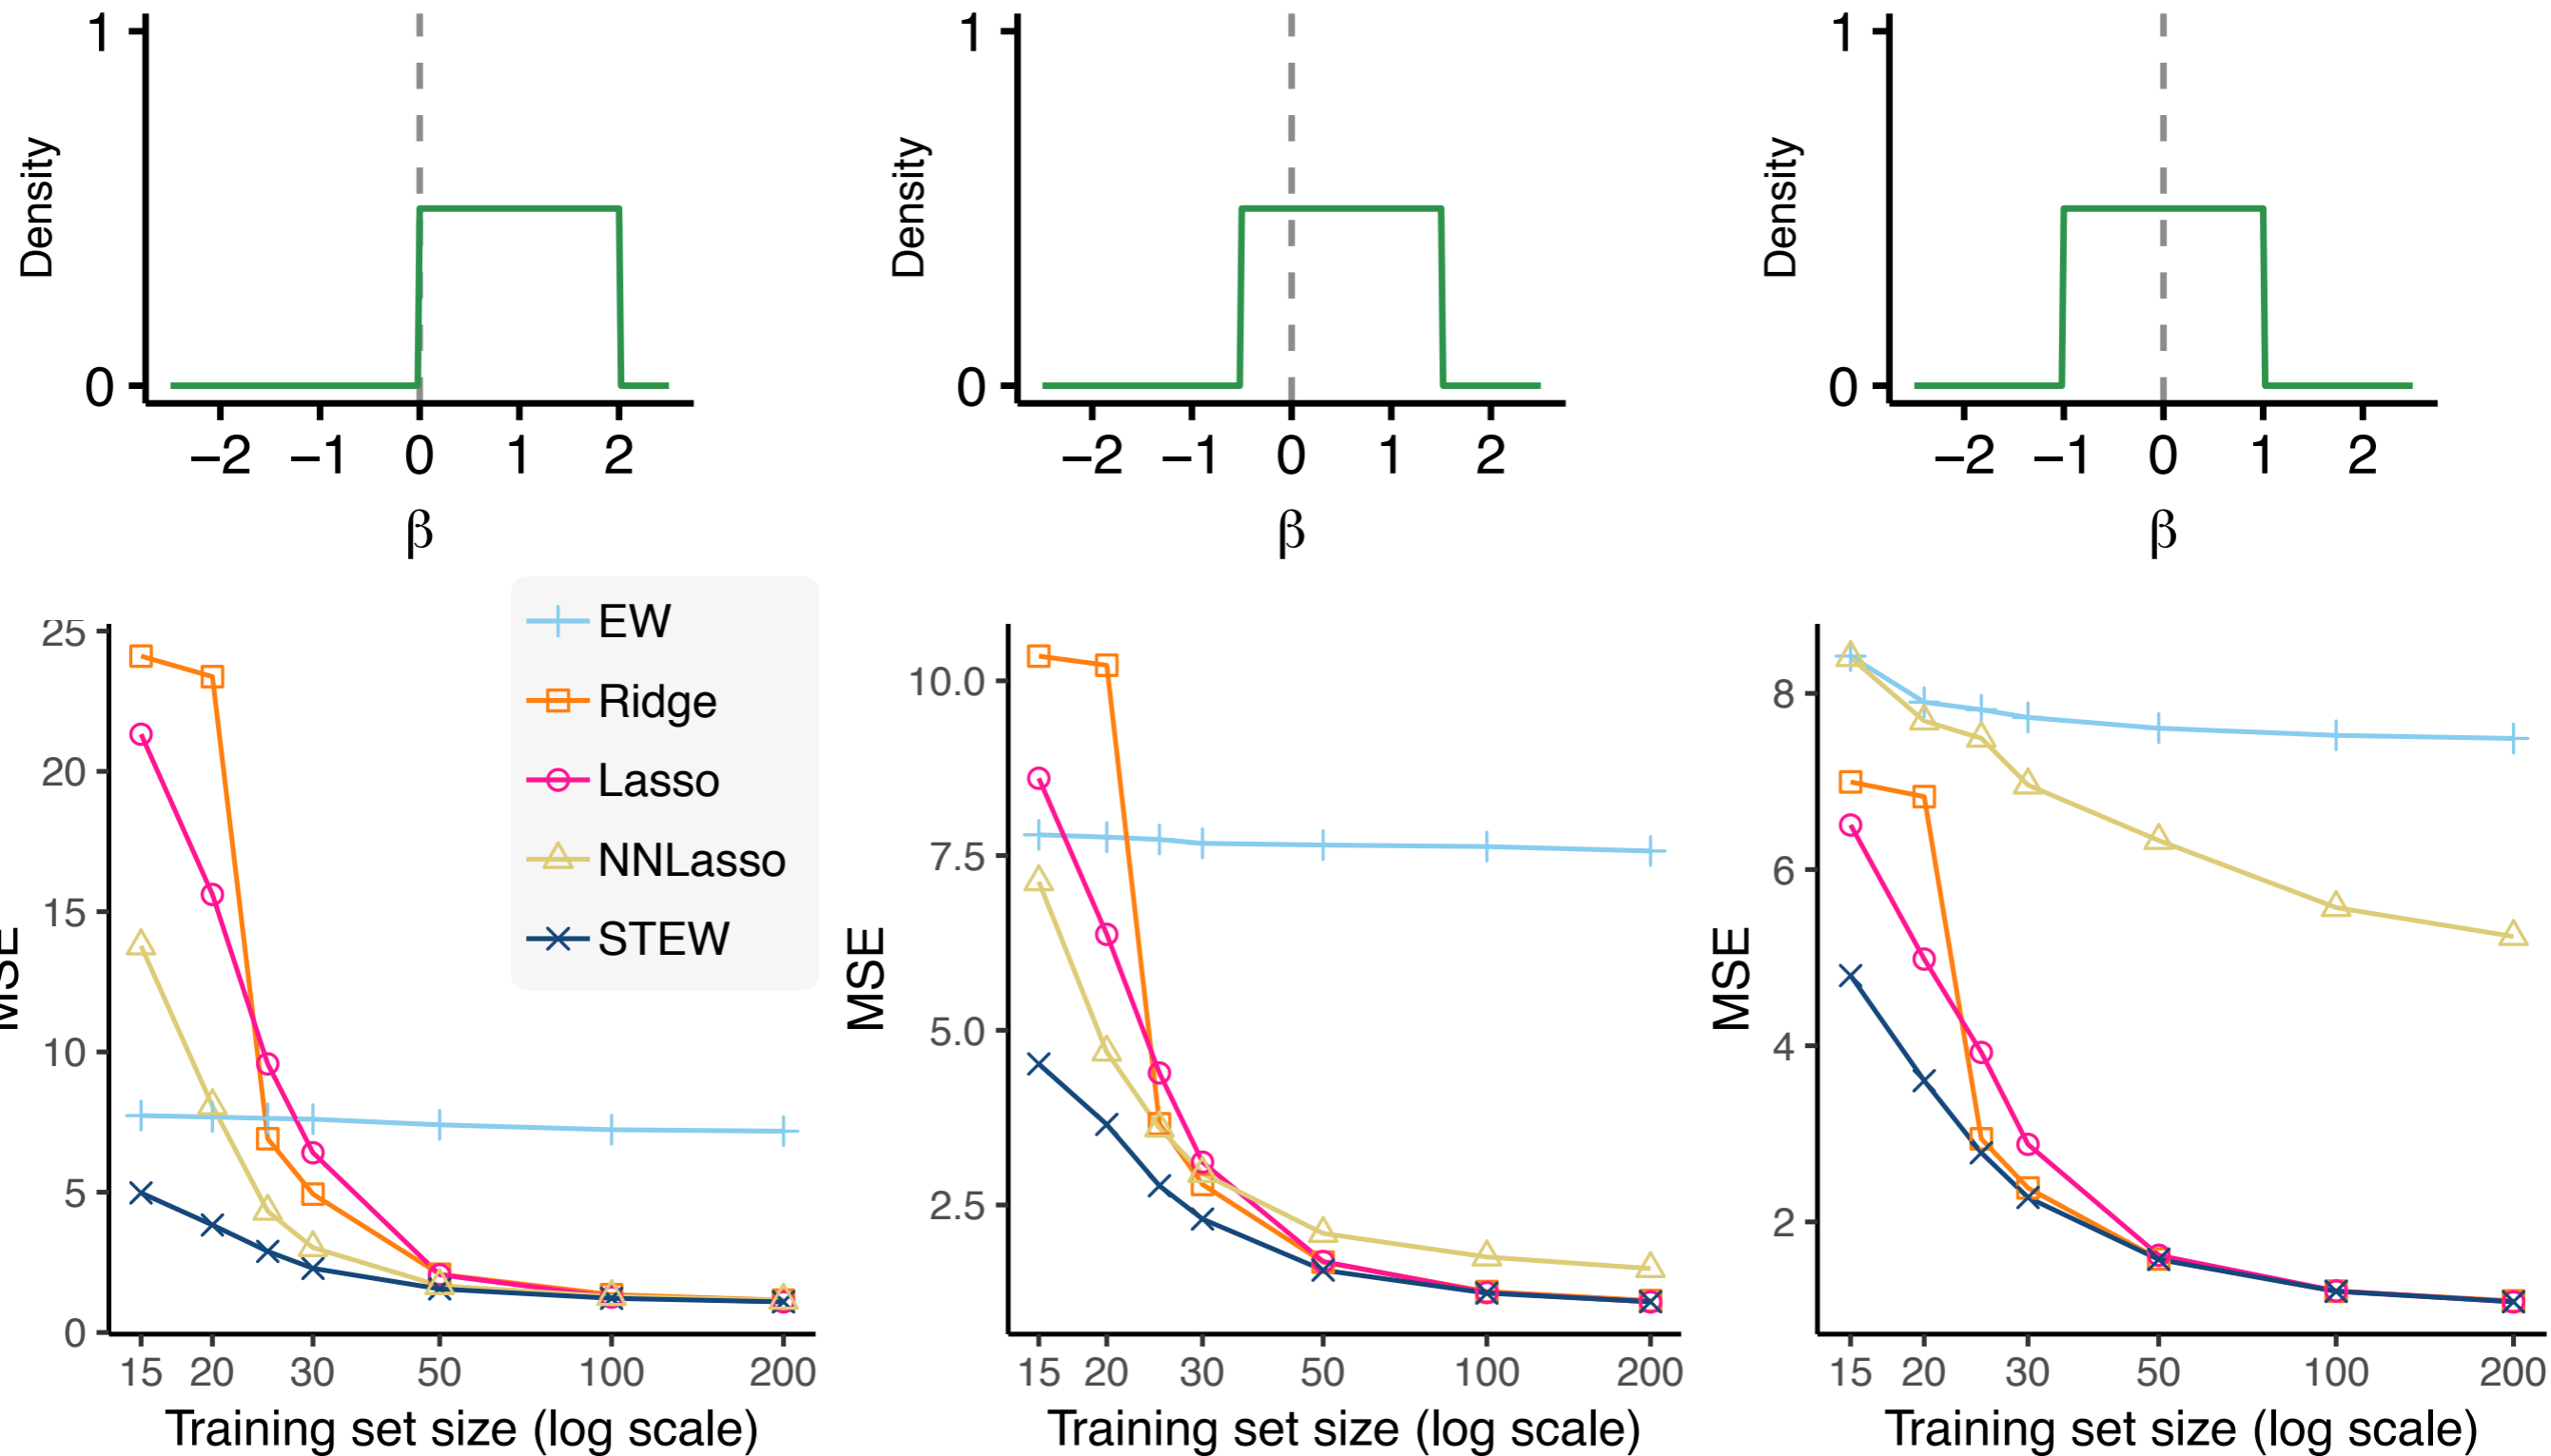 1
Density
0
−2 −1 0 1 2
β
1
Density
0
−2 −1 0 1 2
β
1
Density
0
−2 −1 0 1 2
β
EW
Ridge
Lasso
NNLasso
STEW
25
20
15
10
5
0
MSE
15 20 30 50 100 200
Training set size (log scale)
10.0
7.5
5.0
2.5
MSE
15 20 30 50 100 200
Training set size (log scale)
8
6
4
2
MSE
15 20 30 50 100 200
Training set size (log scale)